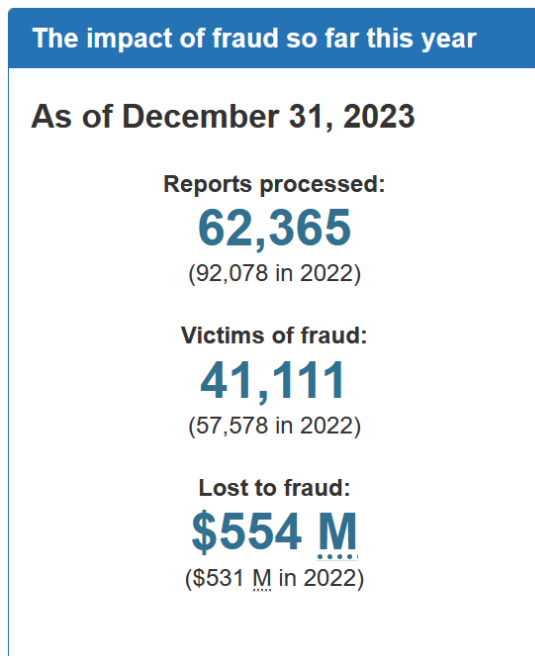 The impact of fraud so far this year
As of December 31, 2023
Reports processed:
62,365
(92,078 in 2022)
Victims of fraud:
41,111
(57,578 in 2022)
Lost to fraud:
$554 M
($531 M in 2022)